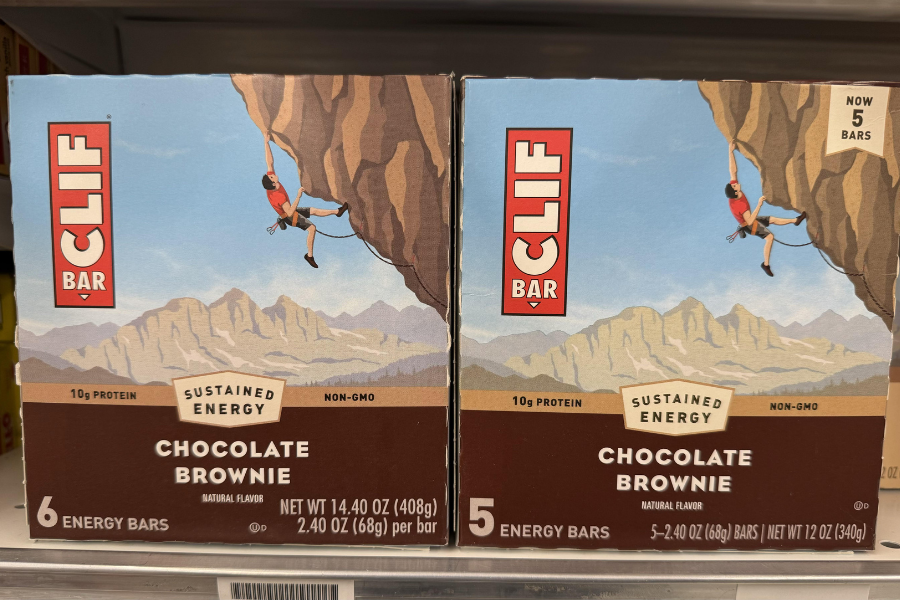 CLIF
BAR
®
10g PROTEIN
SUSTAINED
ENERGY
NON-GMO
CHOCOLATE
BROWNIE
NATURAL FLAVOR
6 ENERGY BARS
U D
NET WT 14.40 OZ (408g)
2.40 OZ (68g) per bar
NOW
5
BARS
CLIF
BAR
10g PROTEIN
SUSTAINED
ENERGY
NON-GMO
CHOCOLATE
BROWNIE
NATURAL FLAVOR
U D
5 ENERGY BARS
5–2.40 OZ (68g) BARS | NET WT 12 OZ (340g)